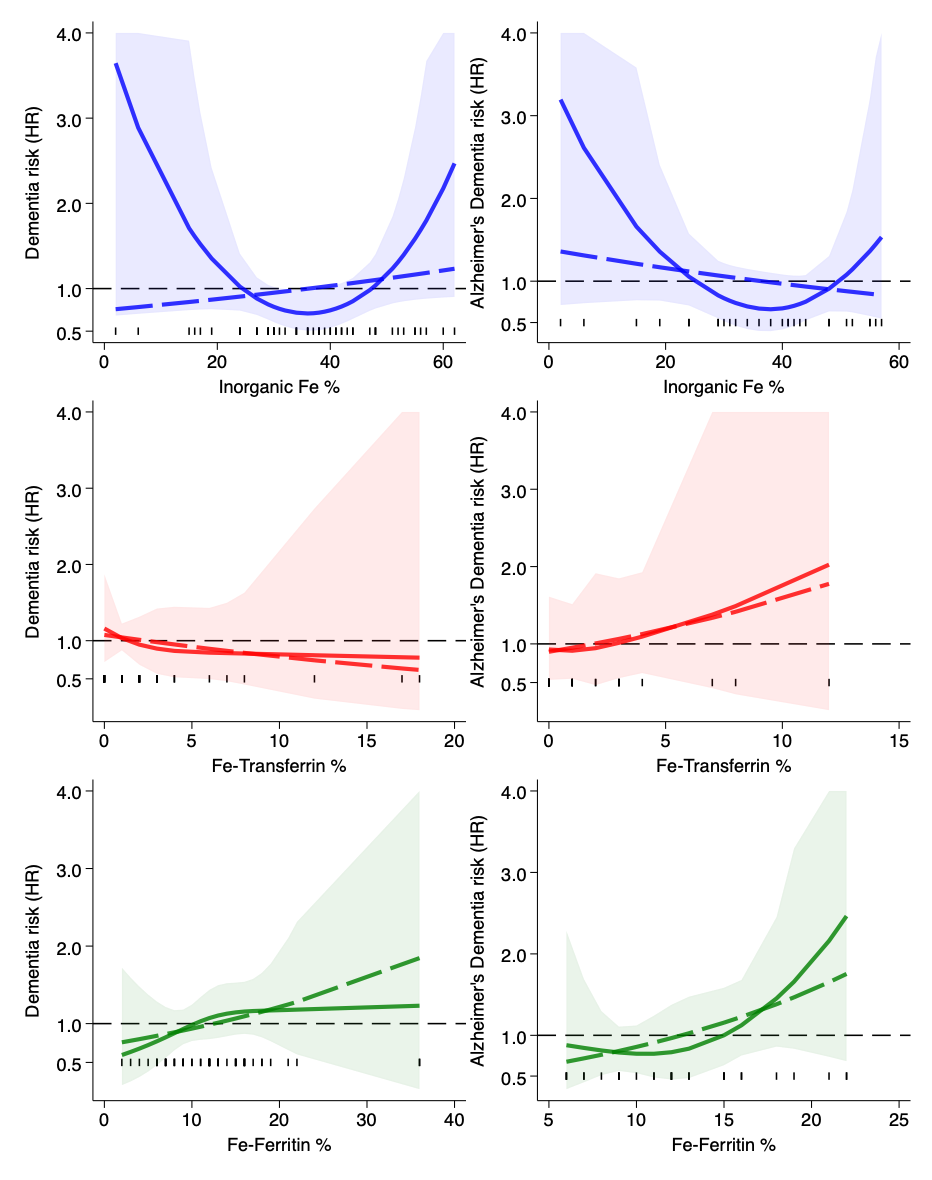 Dementia risk (HR)
4.0
3.0
2.0
1.0
0.5
0 20 40 60
Inorganic Fe %
Alzheimer's Dementia risk (HR)
4.0
3.0
2.0
1.0
0.5
0 20 40 60
Inorganic Fe %
Dementia risk (HR)
4.0
3.0
2.0
1.0
0.5
0 5 10 15 20
Fe-Transferrin %
Alzheimer's Dementia risk (HR)
4.0
3.0
2.0
1.0
0.5
0 5 10 15
Fe-Transferrin %
Dementia risk (HR)
4.0
3.0
2.0
1.0
0.5
0 10 20 30 40
Fe-Ferritin %
Alzheimer's Dementia risk (HR)
4.0
3.0
2.0
1.0
0.5
5 10 15 20 25
Fe-Ferritin %